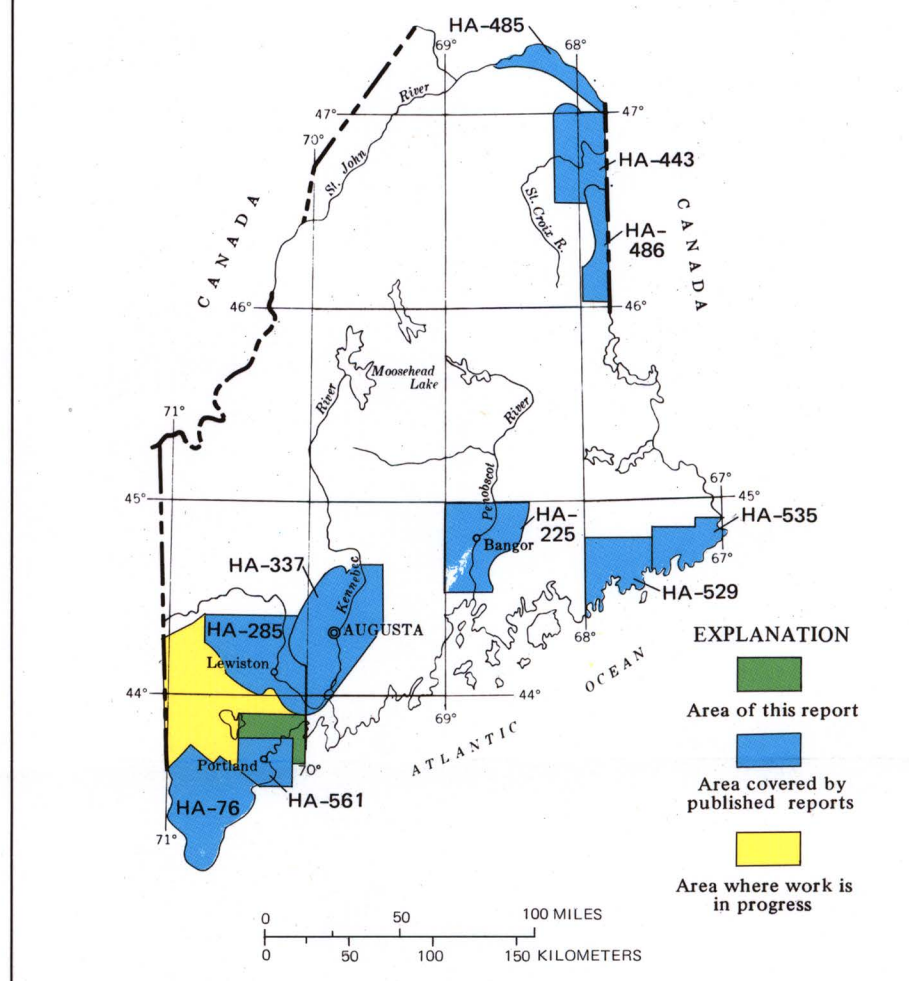 HA-485
69°
68°
River
47°
47°
70°
St. John
HA-443
St. Croix R.
CANADA
CANADA
HA-
486
46°
46°
Moosehead
Lake
River
River
71°
67°
45°
45°
Penobscot
HA-
225
HA-535
Bangor
67°
HA-337
Kennebec
HA-529
HA-285
AUGUSTA
68°
EXPLANATION
Lewiston
OCEAN
44°
44°
Area of this report
69°
ATLANTIC
Portland
70°
Area covered by
published reports
HA-561
HA-76
71°
Area where work is
in progress
0 50 100 MILES
0 50 100 150 KILOMETERS